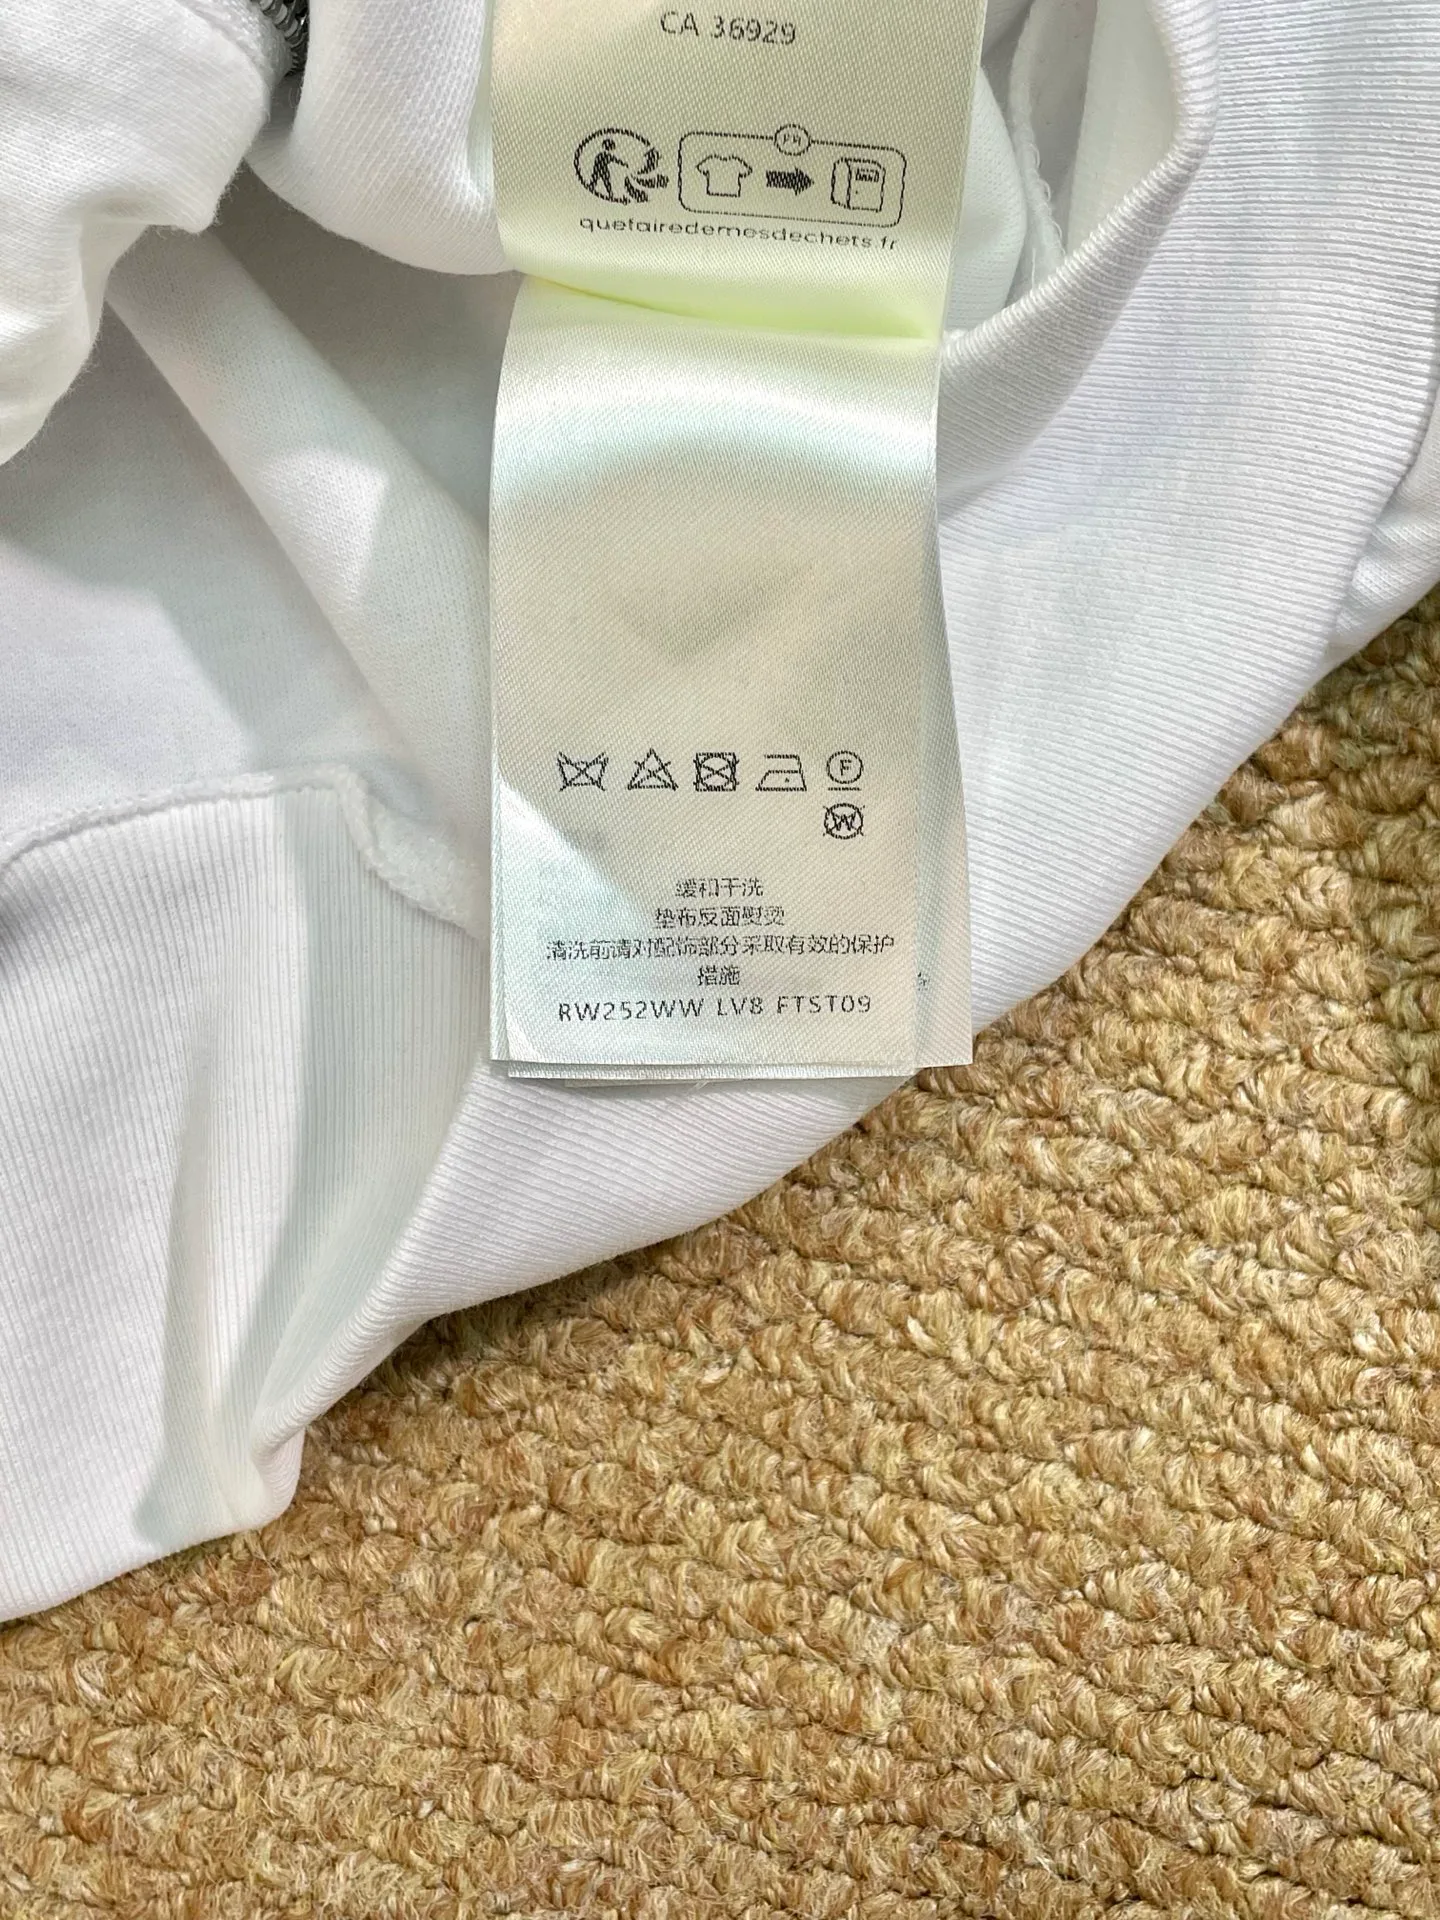 CA 36929
FR
quefairedemesdechets.fr
F
W
缓和干洗
垫布反面熨烫
清洗前请对配饰部分采取有效的保护
措施
RW252WW LV8 FTST09